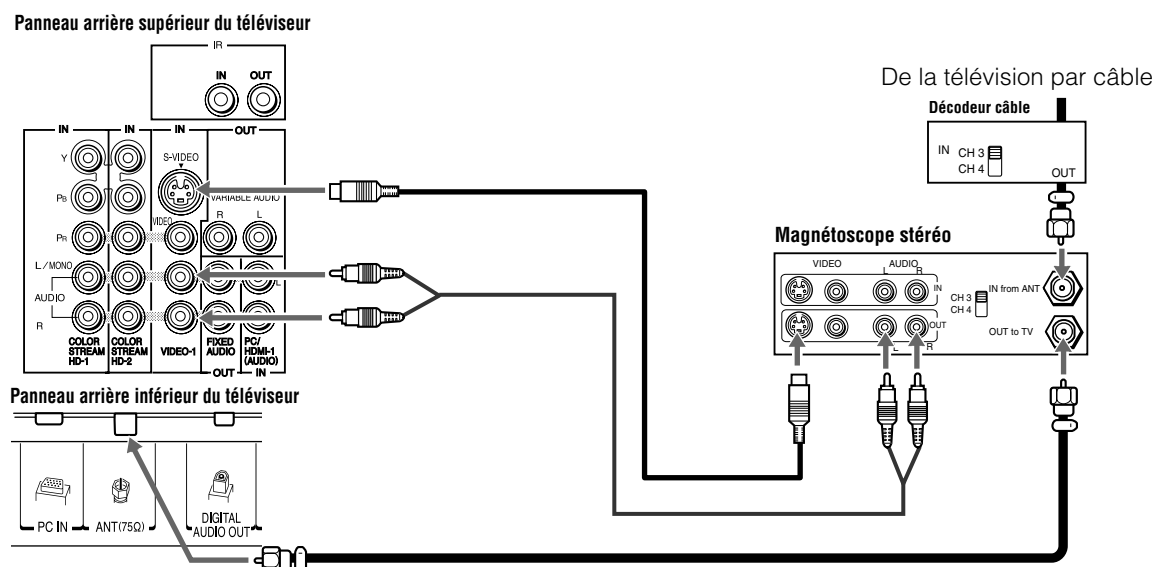 Panneau arrière supérieur du téléviseur
IR
IN OUT
De la télévision par câble
Décodeur câble
IN CH 3
CH 4
OUT
IN IN IN OUT
Y
S-VIDEO
PB
VARIABLE AUDIO
R L
VIDEO
PR
L/MONO
L
AUDIO
R
COLOR STREAM HD-1
COLOR STREAM HD-2
VIDEO-1
FIXED AUDIO
PC/ HDMI-1 (AUDIO)
OUT IN
Magnétoscope stéréo
VIDEO AUDIO
L R
IN
CH 3
CH 4
IN from ANT
OUT
OUT to TV
L R
Panneau arrière inférieur du téléviseur
PC IN
ANT(75Ω)
DIGITAL
AUDIO OUT